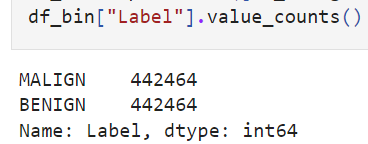 df_bin["Label"].value_counts()
MALIGN    442464
BENIGN    442464
Name: Label, dtype: int64